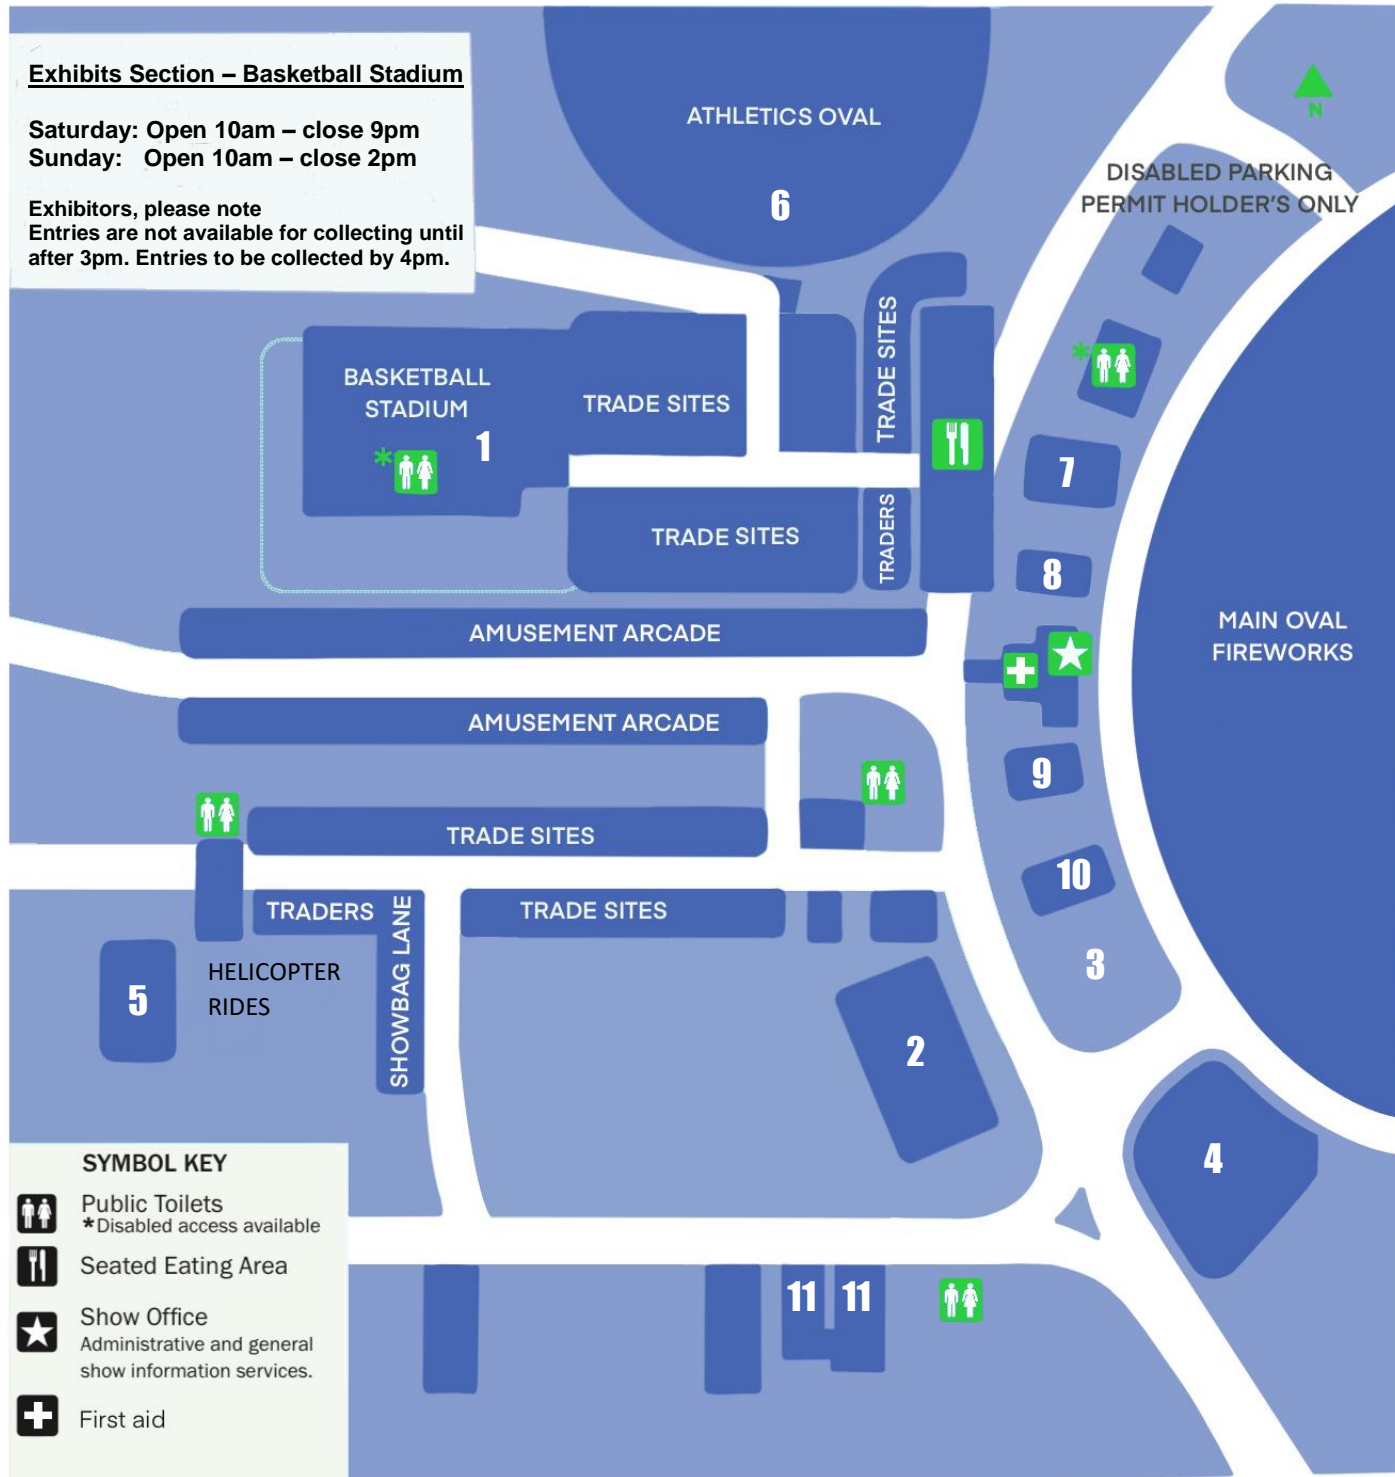 Exhibits Section – Basketball Stadium
Saturday: Open 10am – close 9pm
Sunday: Open 10am – close 2pm
Exhibitors, please note
Entries are not available for collecting until
after 3pm. Entries to be collected by 4pm.
ATHLETICS OVAL
6
N
DISABLED PARKING
PERMIT HOLDER'S ONLY
BASKETBALL
STADIUM
1
TRADE SITES
TRADE SITES
7
TRADE SITES
TRADERS
8
AMUSEMENT ARCADE
MAIN OVAL
FIREWORKS
AMUSEMENT ARCADE
9
TRADE SITES
10
TRADERS
SHOWBAG LANE
TRADE SITES
3
5
HELICOPTER
RIDES
2
4
11 11
SYMBOL KEY
Public Toilets
*Disabled access available
Seated Eating Area
Show Office
Administrative and general
show information services.
First aid